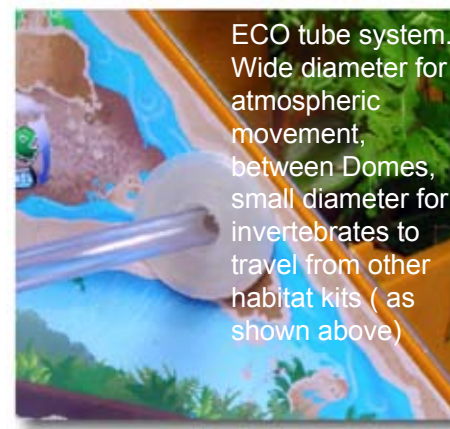 ECO tube system.
Wide diameter for
atmospheric
movement,
between Domes,
small diameter for
invertebrates to
travel from other
habitat kits ( as
shown above)